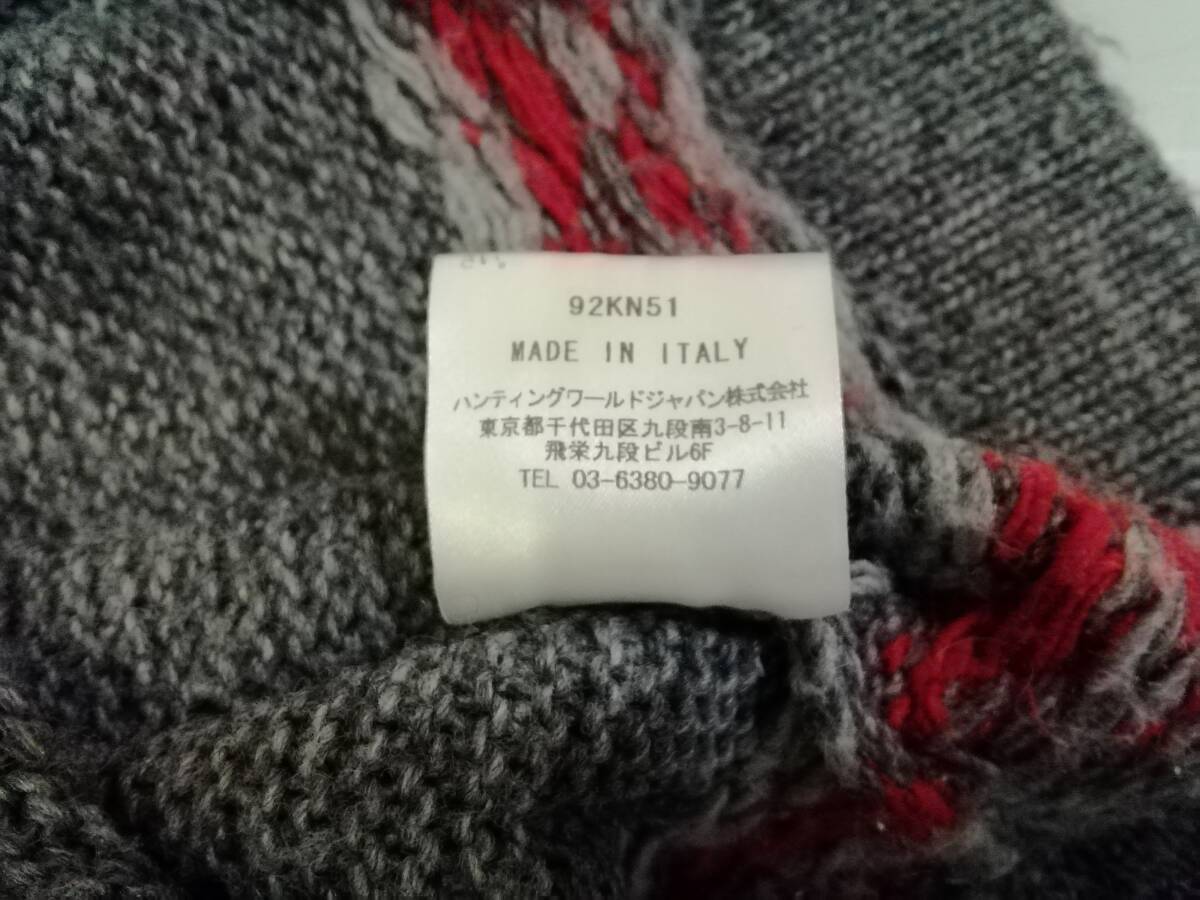 92KN51
MADE IN ITALY
ハンティングワールドジャパン株式会社
東京都千代田区九段南3-8-11
飛栄九段ビル6F
TEL 03-6380-9077